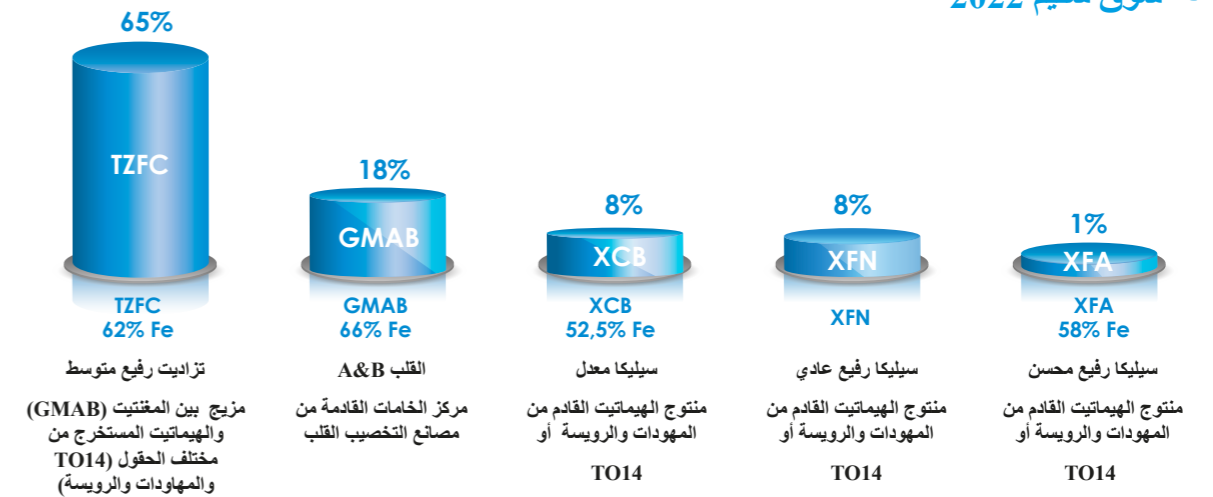 2022
65%
TZFC
TZFC
62% Fe
تزاديت رفيع متوسط
مزيج بين المغنتيت (GMAB)
والهيماتيت المستخرج من
مختلف الحقول (TO14
والمهاودات والرويسة)
18%
GMAB
GMAB
66% Fe
القلب A&B
مركز الخامات القادمة من
مصانع التخصيب القلب
8%
XCB
XCB
52,5% Fe
سيليكا معدل
منتوج الهيماتيت القادم من
المهودات والرويسة أو
TO14
8%
XFN
XFN
سيليكا رفيع عادي
منتوج الهيماتيت القادم من
المهودات والرويسة أو
TO14
1%
XFA
XFA
58% Fe
سيليكا رفيع محسن
منتوج الهيماتيت القادم من
المهودات والرويسة أو
TO14